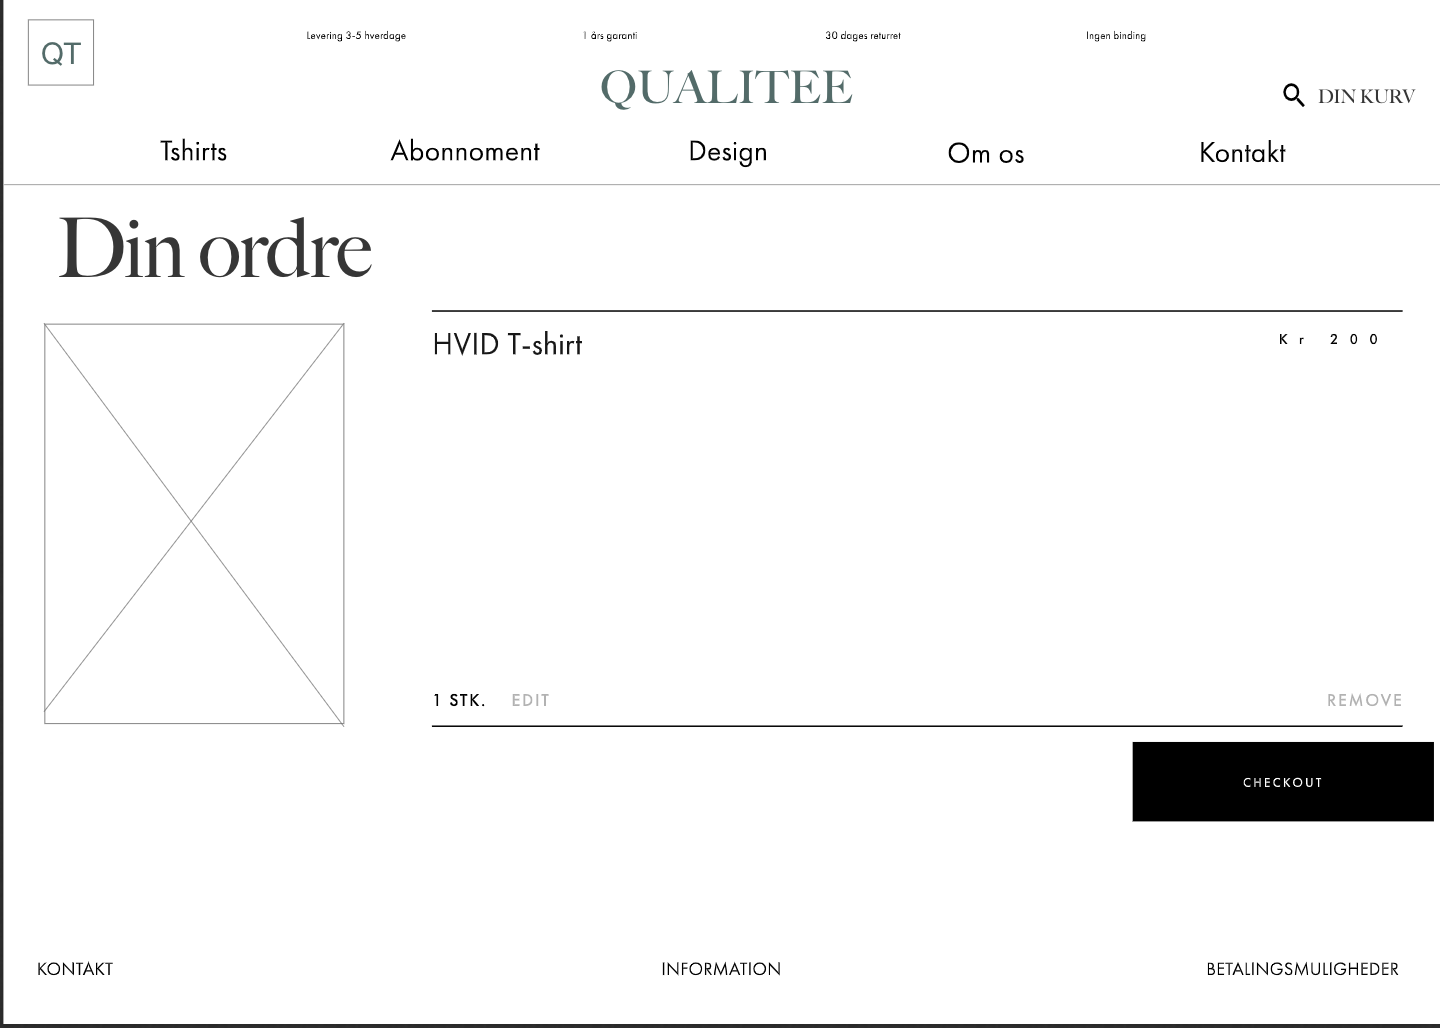 QT
Levering 3-5 hverdage
1 års garanti
30 dages returret
Ingen binding
QUALITEE
DIN KURV
Tshirts
Abonnoment
Design
Om os
Kontakt
Din ordre
HVID T-shirt
Kr 200
1 STK.
EDIT
REMOVE
CHECKOUT
KONTAKT
INFORMATION
BETALINGSMULIGHEDER